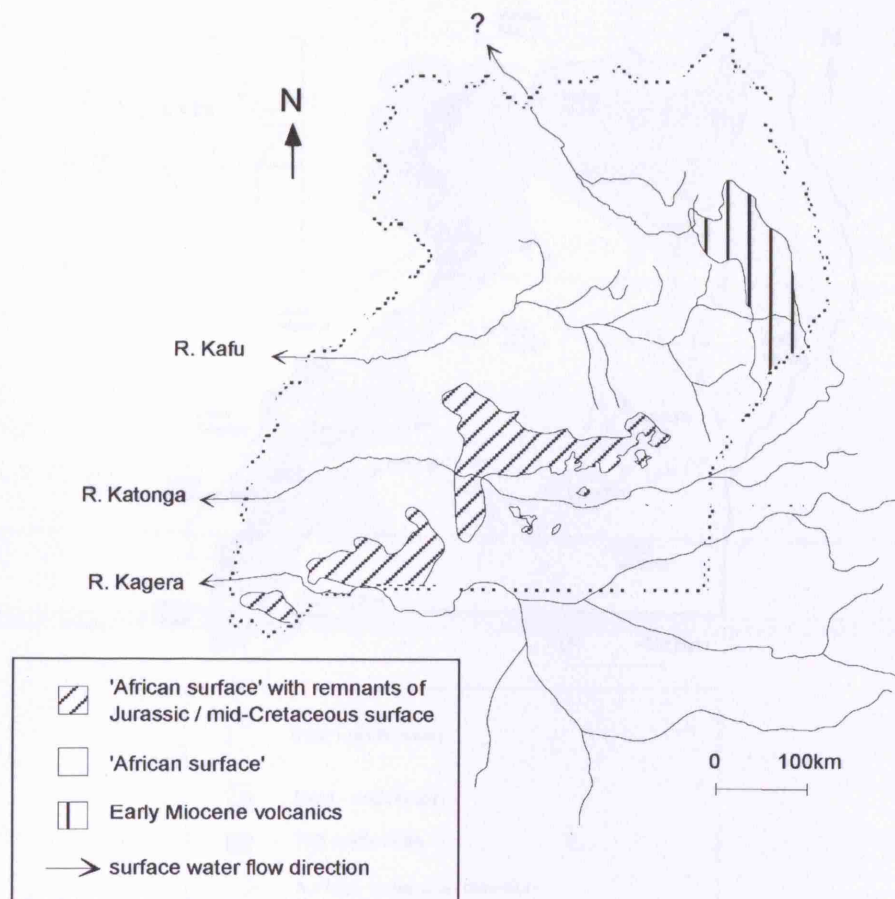 ?
N
R. Kafu
R. Katonga
R. Kagera
'African surface' with remnants of
Jurassic / mid-Cretaceous surface
'African surface'
Early Miocene volcanics
surface water flow direction
0 100km